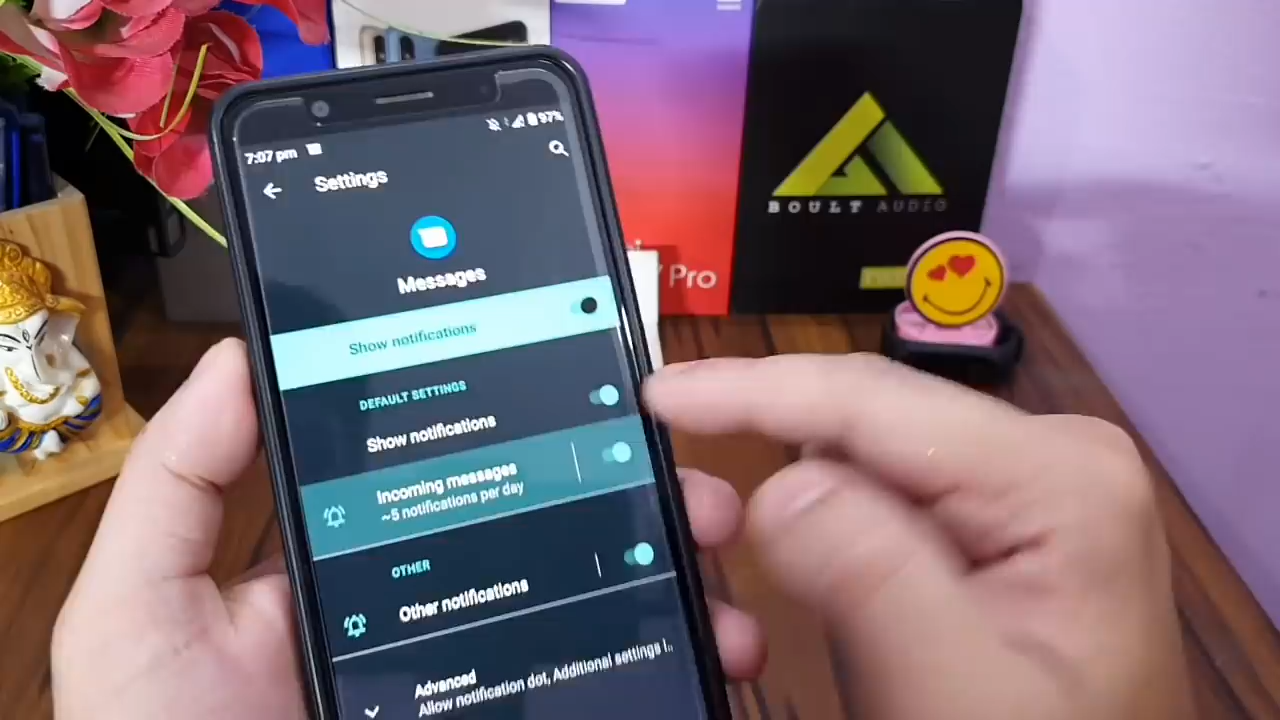 7:07 pm
97%
Settings
Messages
Show notifications
DEFAULT SETTINGS
Show notifications
Incoming messages
~5 notifications per day
OTHER
Other notifications
Advanced
Allow notification dot, Additional settings i..
Pro
BOULT AUDIO